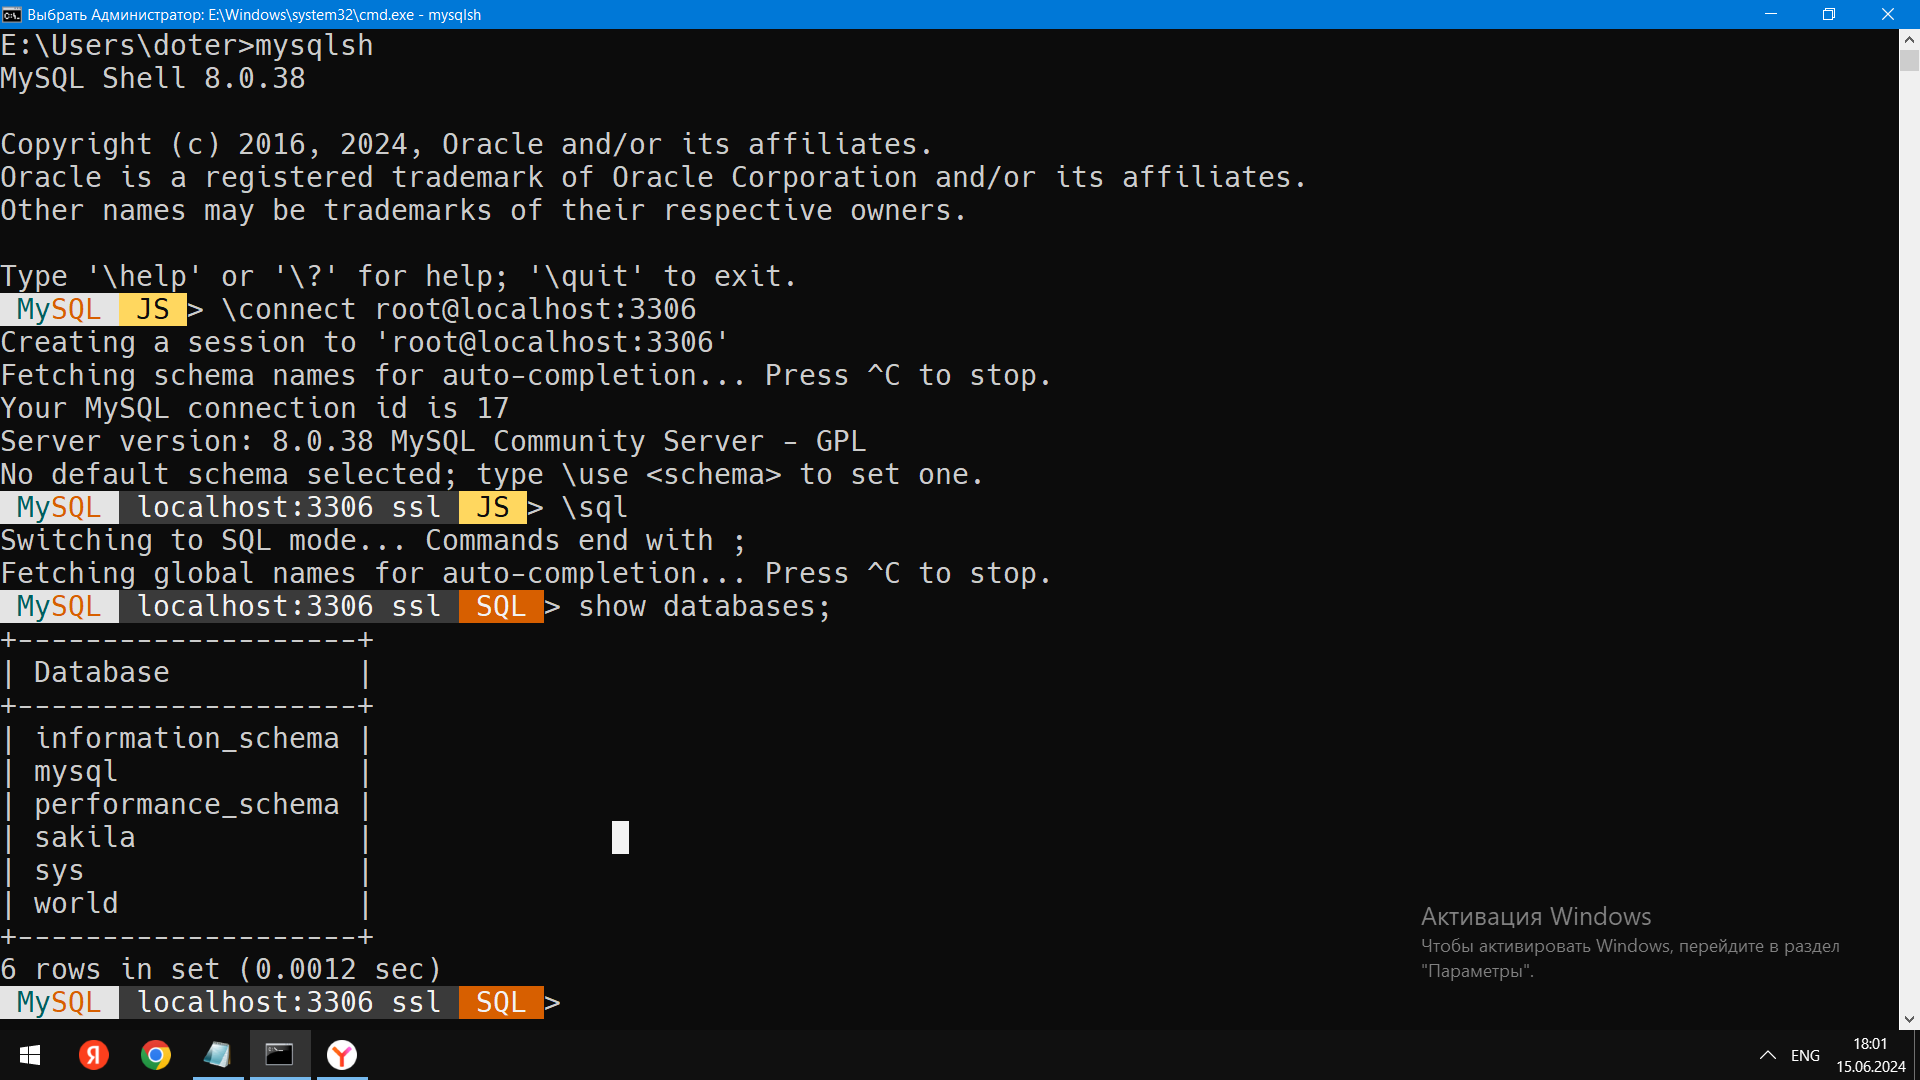 Выбрать Администратор: E:\Windows\system32\cmd.exe - mysqlsh
E:\Users\doter>mysqlsh
MySQL Shell 8.0.38
Copyright (c) 2016, 2024, Oracle and/or its affiliates.
Oracle is a registered trademark of Oracle Corporation and/or its affiliates.
Other names may be trademarks of their respective owners.
Type '\help' or '\?' for help; '\quit' to exit.
MySQL JS > \connect root@localhost:3306
Creating a session to 'root@localhost:3306'
Fetching schema names for auto-completion... Press ^C to stop.
Your MySQL connection id is 17
Server version: 8.0.38 MySQL Community Server - GPL
No default schema selected; type \use <schema> to set one.
MySQL localhost:3306 ssl JS > \sql
Switching to SQL mode... Commands end with ;
Fetching global names for auto-completion... Press ^C to stop.
MySQL localhost:3306 ssl SQL > show databases;
+--------------------+
| Database           |
+--------------------+
| information_schema |
| mysql              |
| performance_schema |
| sakila             |
| sys                |
| world              |
+--------------------+
6 rows in set (0.0012 sec)
MySQL localhost:3306 ssl SQL >
Активация Windows
Чтобы активировать Windows, перейдите в раздел
"Параметры".
Я
Y
ENG
18:01
15.06.2024